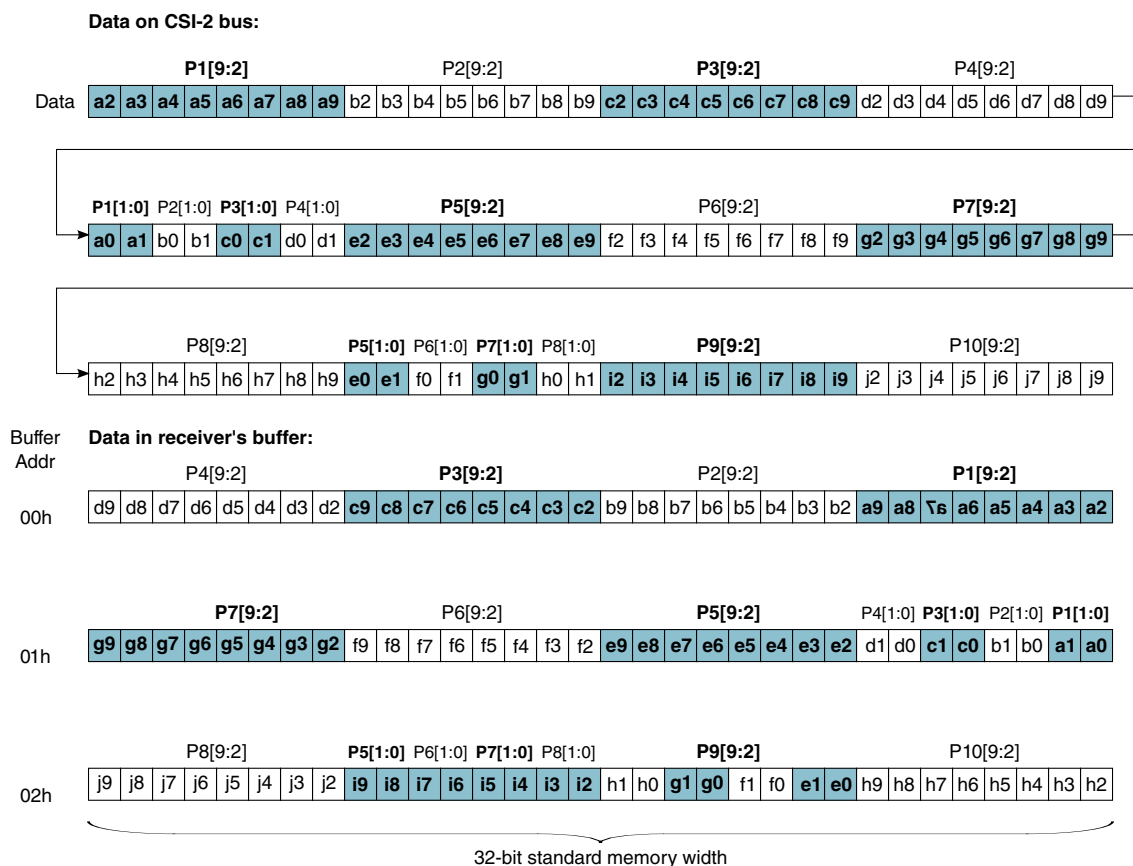 Data on CSI-2 bus:
P1[9:2] P2[9:2] P3[9:2] P4[9:2]
Data a2 a3 a4 a5 a6 a7 a8 a9 b2 b3 b4 b5 b6 b7 b8 b9 c2 c3 c4 c5 c6 c7 c8 c9 d2 d3 d4 d5 d6 d7 d8 d9
P1[1:0] P2[1:0] P3[1:0] P4[1:0] P5[9:2] P6[9:2] P7[9:2]
a0 a1 b0 b1 c0 c1 d0 d1 e2 e3 e4 e5 e6 e7 e8 e9 f2 f3 f4 f5 f6 f7 f8 f9 g2 g3 g4 g5 g6 g7 g8 g9
P8[9:2] P5[1:0] P6[1:0] P7[1:0] P8[1:0] P9[9:2] P10[9:2]
h2 h3 h4 h5 h6 h7 h8 h9 e0 e1 f0 f1 g0 g1 h0 h1 i2 i3 i4 i5 i6 i7 i8 i9 j2 j3 j4 j5 j6 j7 j8 j9
Buffer Data in receiver's buffer:
Addr
P4[9:2] P3[9:2] P2[9:2] P1[9:2]
00h d9 d8 d7 d6 d5 d4 d3 d2 c9 c8 c7 c6 c5 c4 c3 c2 b9 b8 b7 b6 b5 b4 b3 b2 a9 a8 a7 a6 a5 a4 a3 a2
P7[9:2] P6[9:2] P5[9:2] P4[1:0] P3[1:0] P2[1:0] P1[1:0]
01h g9 g8 g7 g6 g5 g4 g3 g2 f9 f8 f7 f6 f5 f4 f3 f2 e9 e8 e7 e6 e5 e4 e3 e2 d1 d0 c1 c0 b1 b0 a1 a0
P8[9:2] P5[1:0] P6[1:0] P7[1:0] P8[1:0] P9[9:2] P10[9:2]
02h j9 j8 j7 j6 j5 j4 j3 j2 i9 i8 i7 i6 i5 i4 i3 i2 h1 h0 g1 g0 f1 f0 e1 e0 h9 h8 h7 h6 h5 h4 h3 h2
32-bit standard memory width